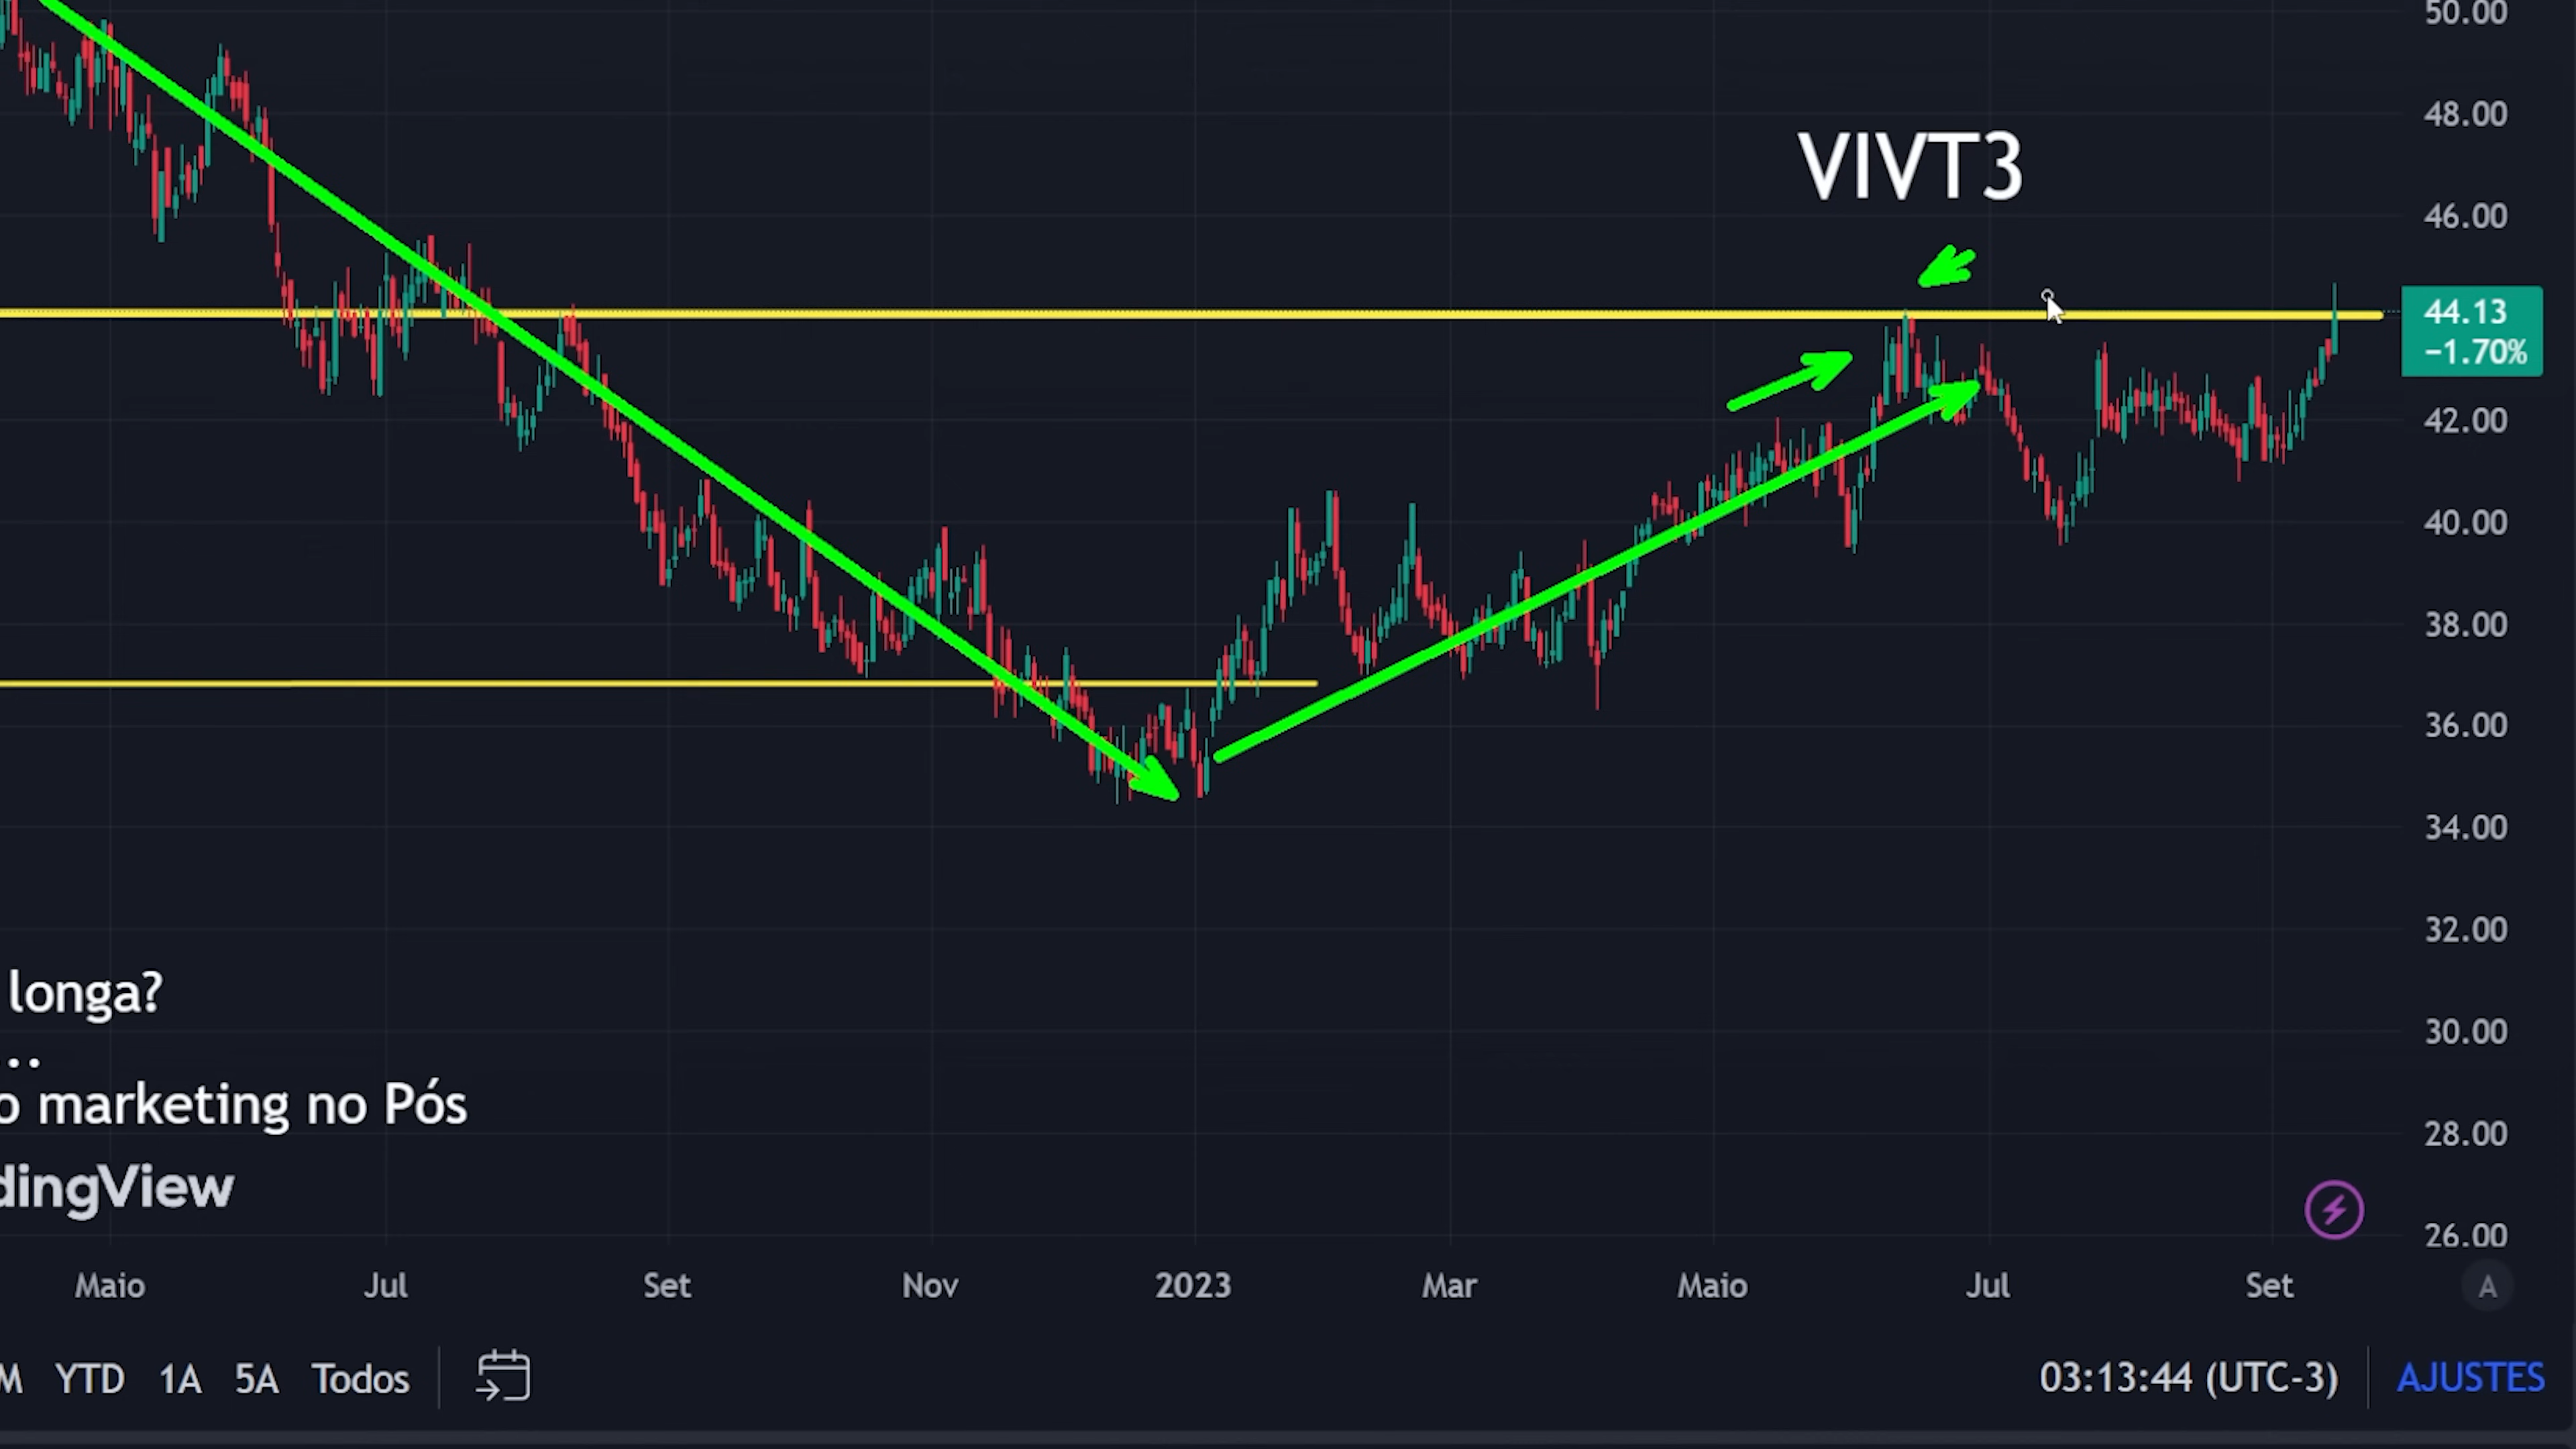 50.00
48.00
VIVT3
46.00
44.13
−1.70%
42.00
40.00
38.00
36.00
34.00
32.00
longa?
30.00
...
o marketing no Pós
28.00
dingView
26.00
Maio Jul Set Nov 2023 Mar Maio Jul Set A
M YTD 1A 5A Todos 03:13:44 (UTC-3) AJUSTES